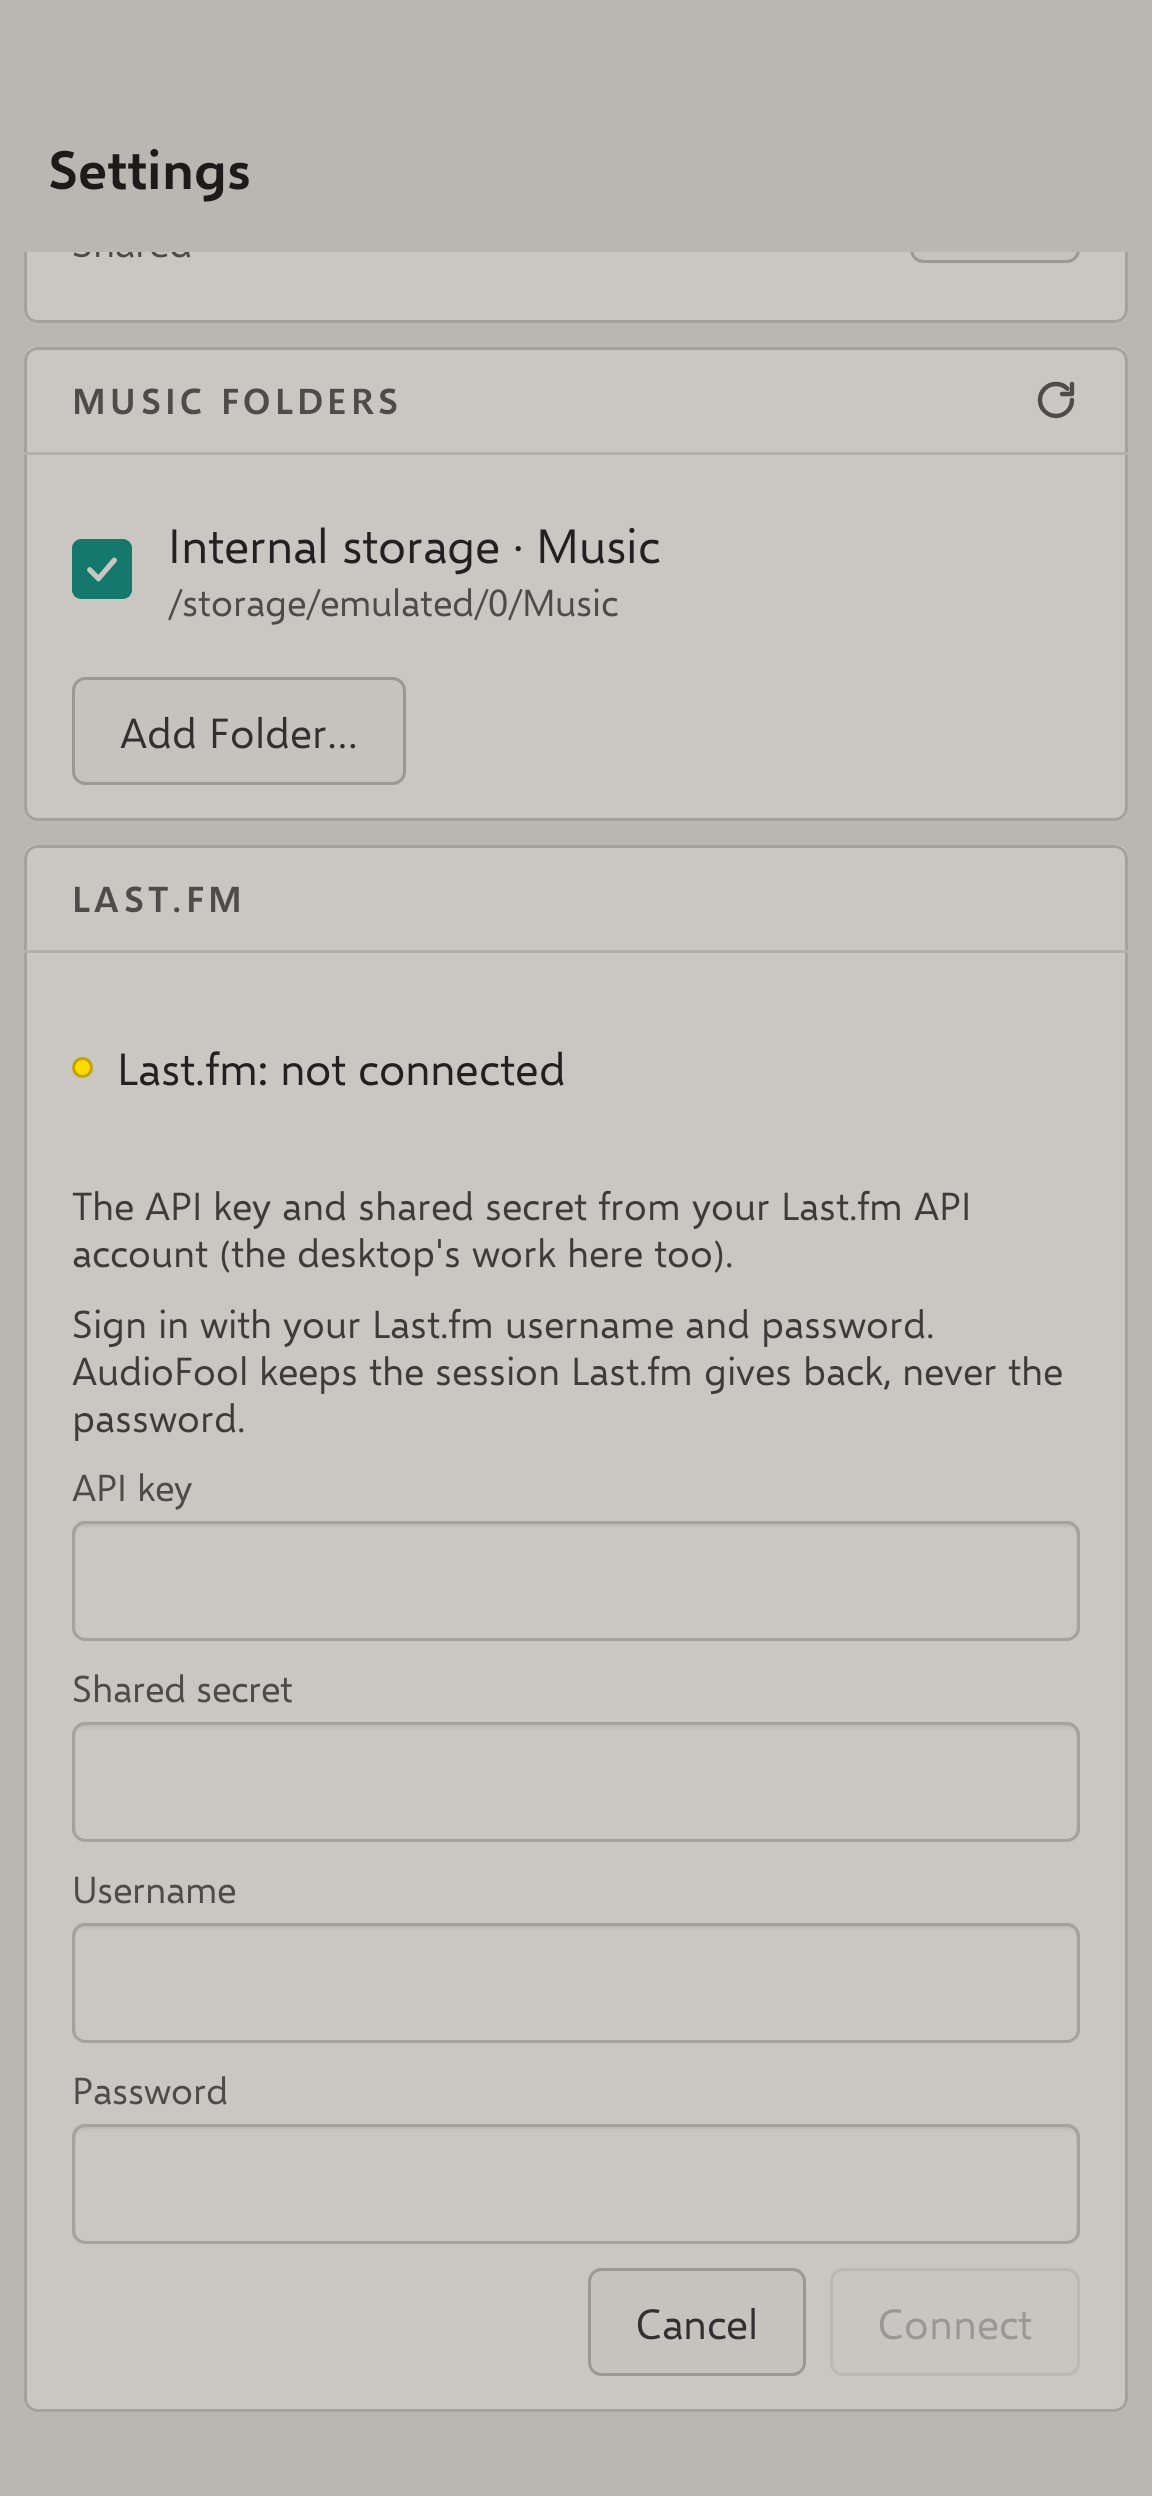 Settings
Shared
MUSIC FOLDERS
Internal storage · Music
/storage/emulated/0/Music
Add Folder...
LAST.FM
Last.fm: not connected
The API key and shared secret from your Last.fm API
account (the desktop's work here too).
Sign in with your Last.fm username and password.
AudioFool keeps the session Last.fm gives back, never the
password.
API key
Shared secret
Username
Password
Cancel
Connect